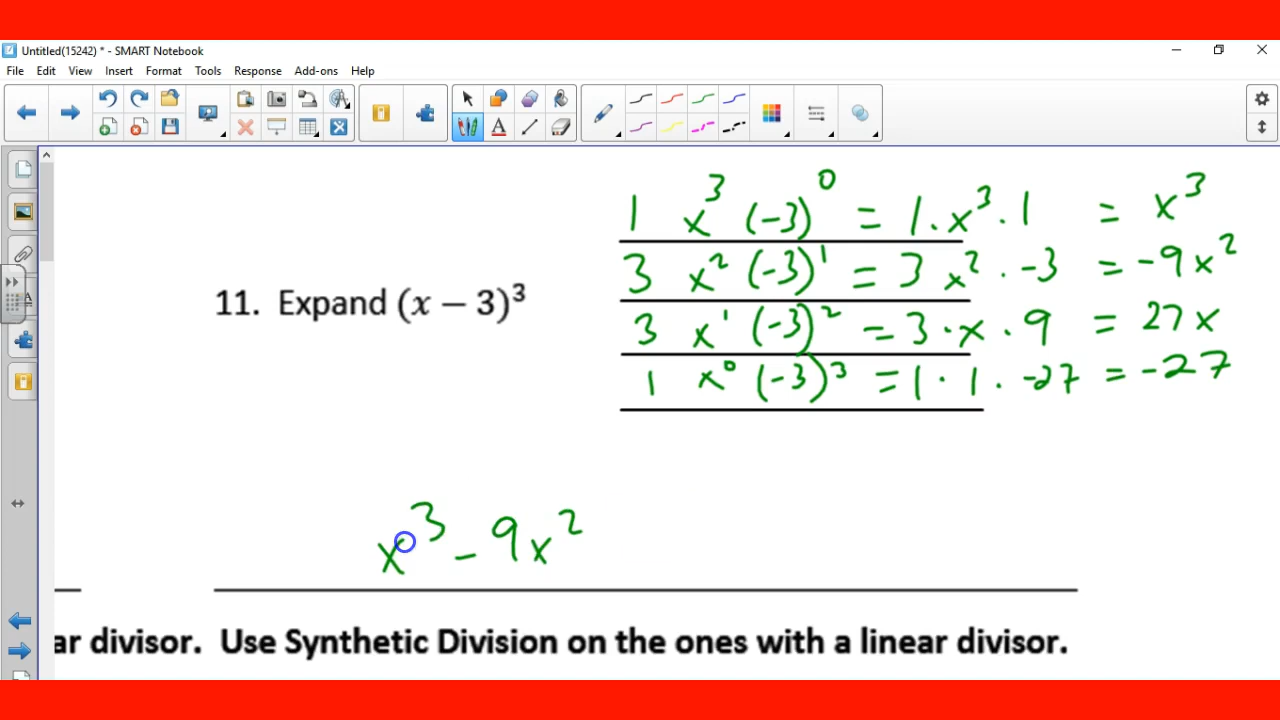 Untitled(15242) * - SMART Notebook
File Edit View Insert Format Tools Response Add-ons Help
1 x³ (-3)⁰ = 1 · x³ · 1 = x³
3 x² (-3)¹ = 3 x² · -3 = -9x²
11. Expand (x − 3)³
3 x¹ (-3)² = 3 · x · 9 = 27x
1 x⁰ (-3)³ = 1 · 1 · -27 = -27
x³ - 9x²
ar divisor. Use Synthetic Division on the ones with a linear divisor.